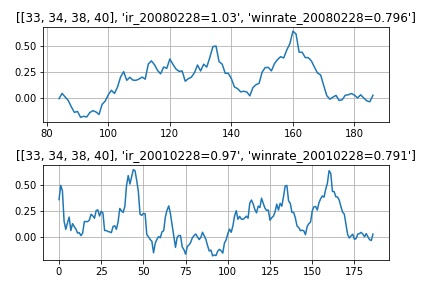 [[33, 34, 38, 40], 'ir_20080228=1.03', 'winrate_20080228=0.796']
0.50
0.25
0.00
80 100 120 140 160 180
[[33, 34, 38, 40], 'ir_20010228=0.97', 'winrate_20010228=0.791']
0.50
0.25
0.00
0 25 50 75 100 125 150 175